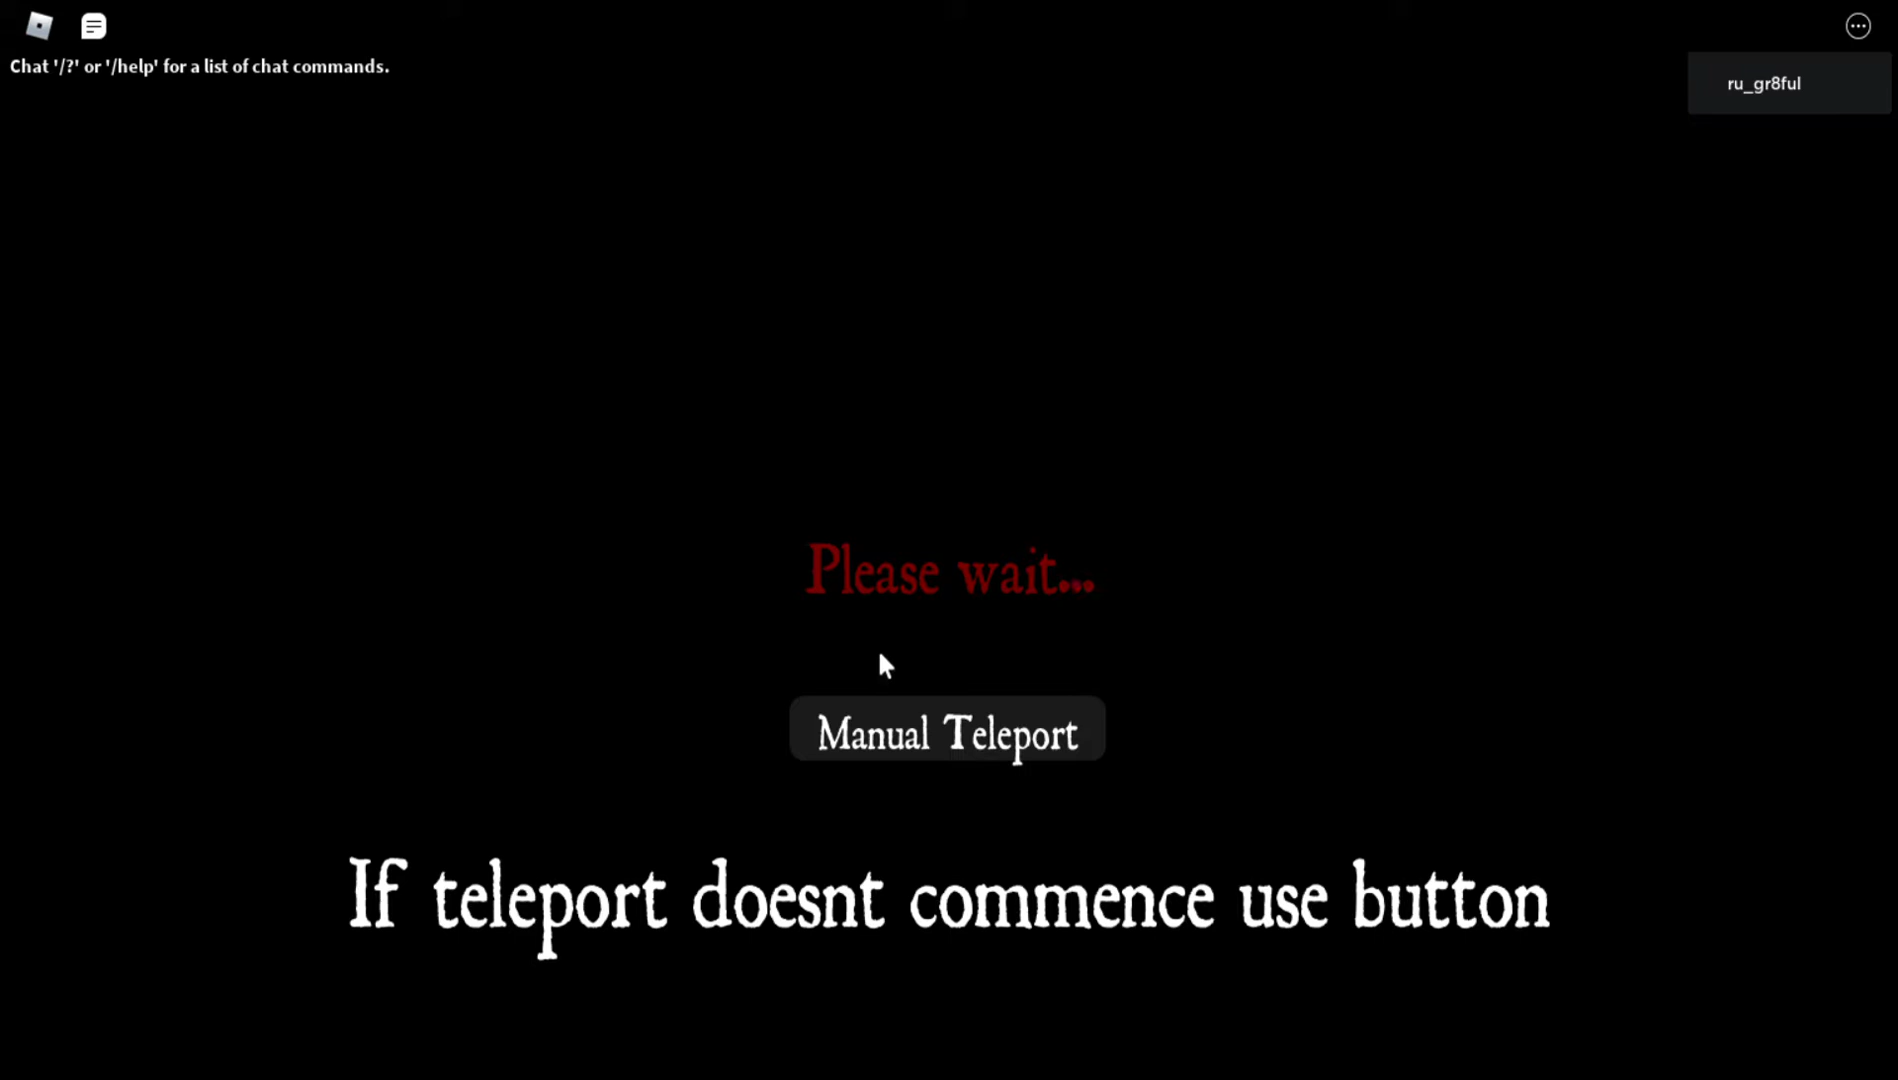 Chat '/?' or '/help' for a list of chat commands.
ru_gr8ful
Please wait...
Manual Teleport
If teleport doesnt commence use button